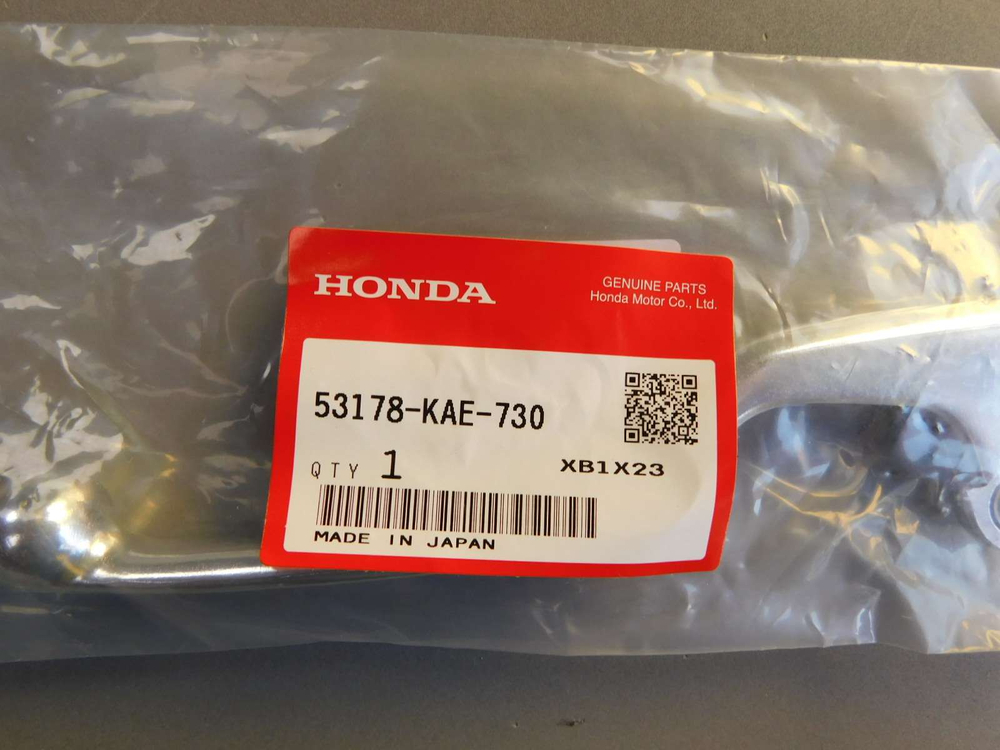 HONDA
GENUINE PARTS
Honda Motor Co., Ltd.
53178-KAE-730
QTY 1
XB1X23
MADE IN JAPAN